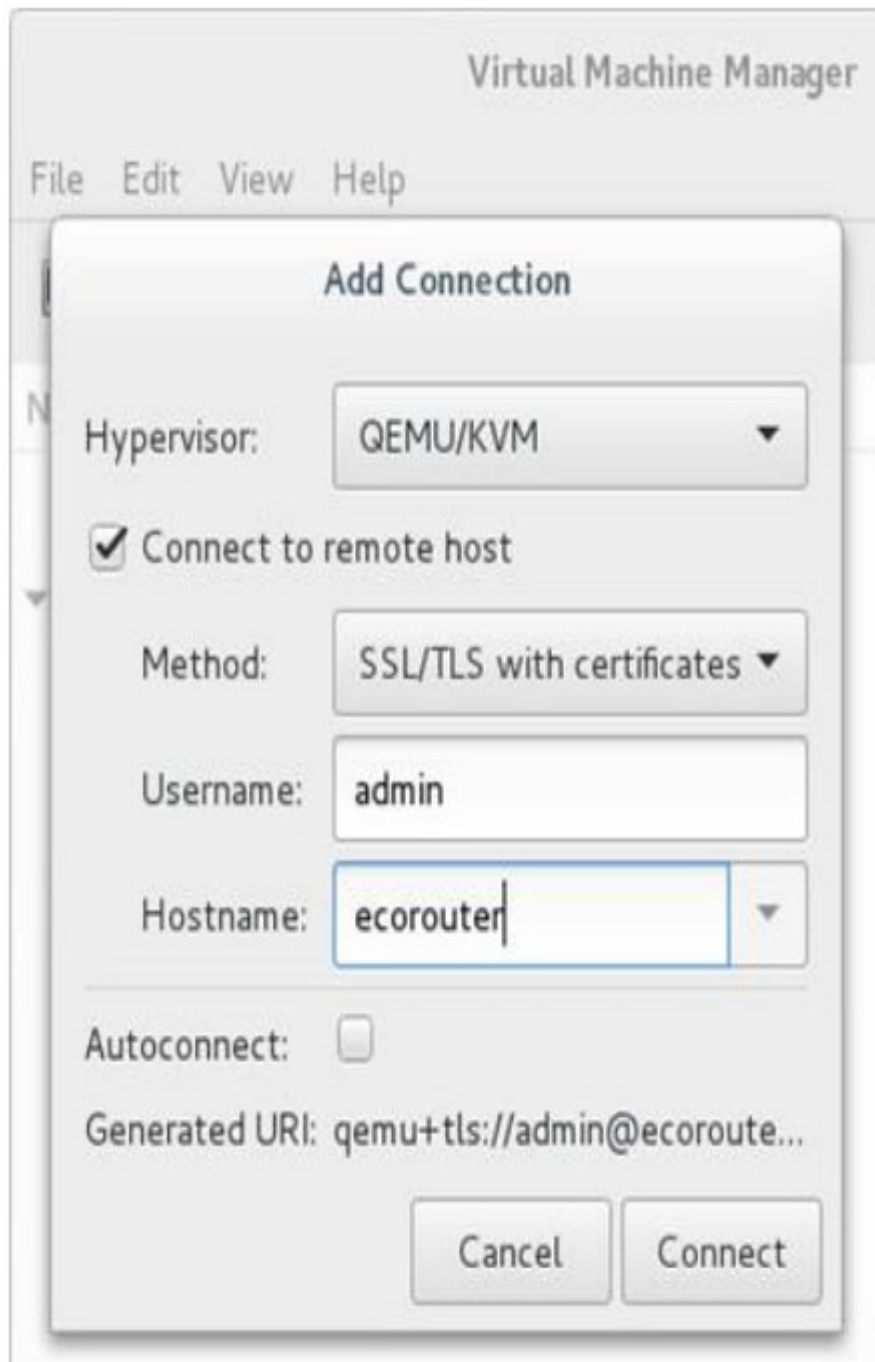 Virtual Machine Manager
File Edit View Help
Add Connection
N
Hypervisor: QEMU/KVM
Connect to remote host
Method: SSL/TLS with certificates
Username: admin
Hostname: ecorouter
Autoconnect:
Generated URI: qemu+tls://admin@ecoroute...
Cancel Connect